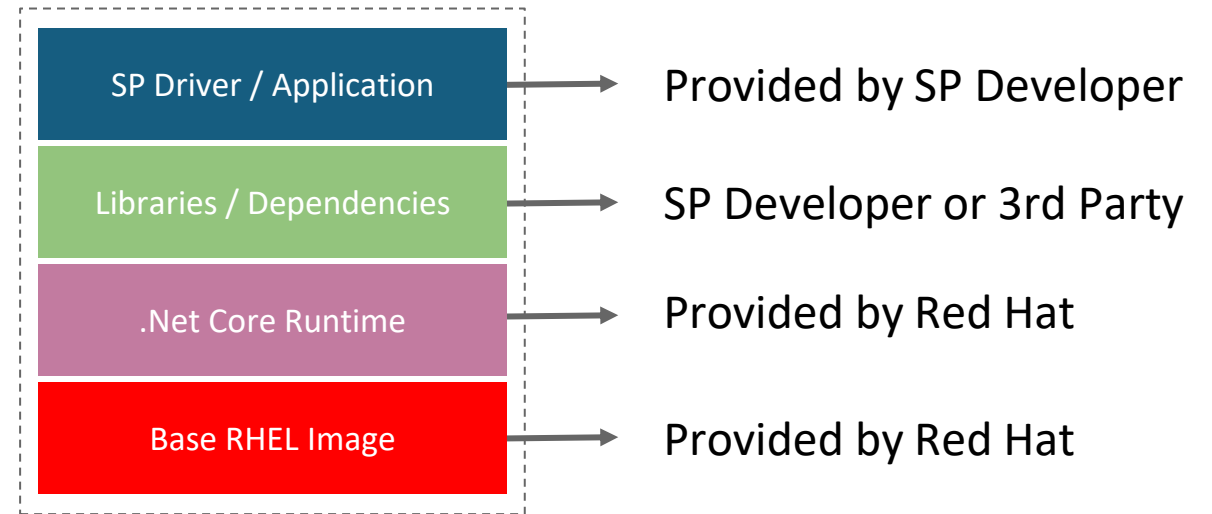 SP Driver / Application
Provided by SP Developer
Libraries / Dependencies
SP Developer or 3rd Party
.Net Core Runtime
Provided by Red Hat
Base RHEL Image
Provided by Red Hat